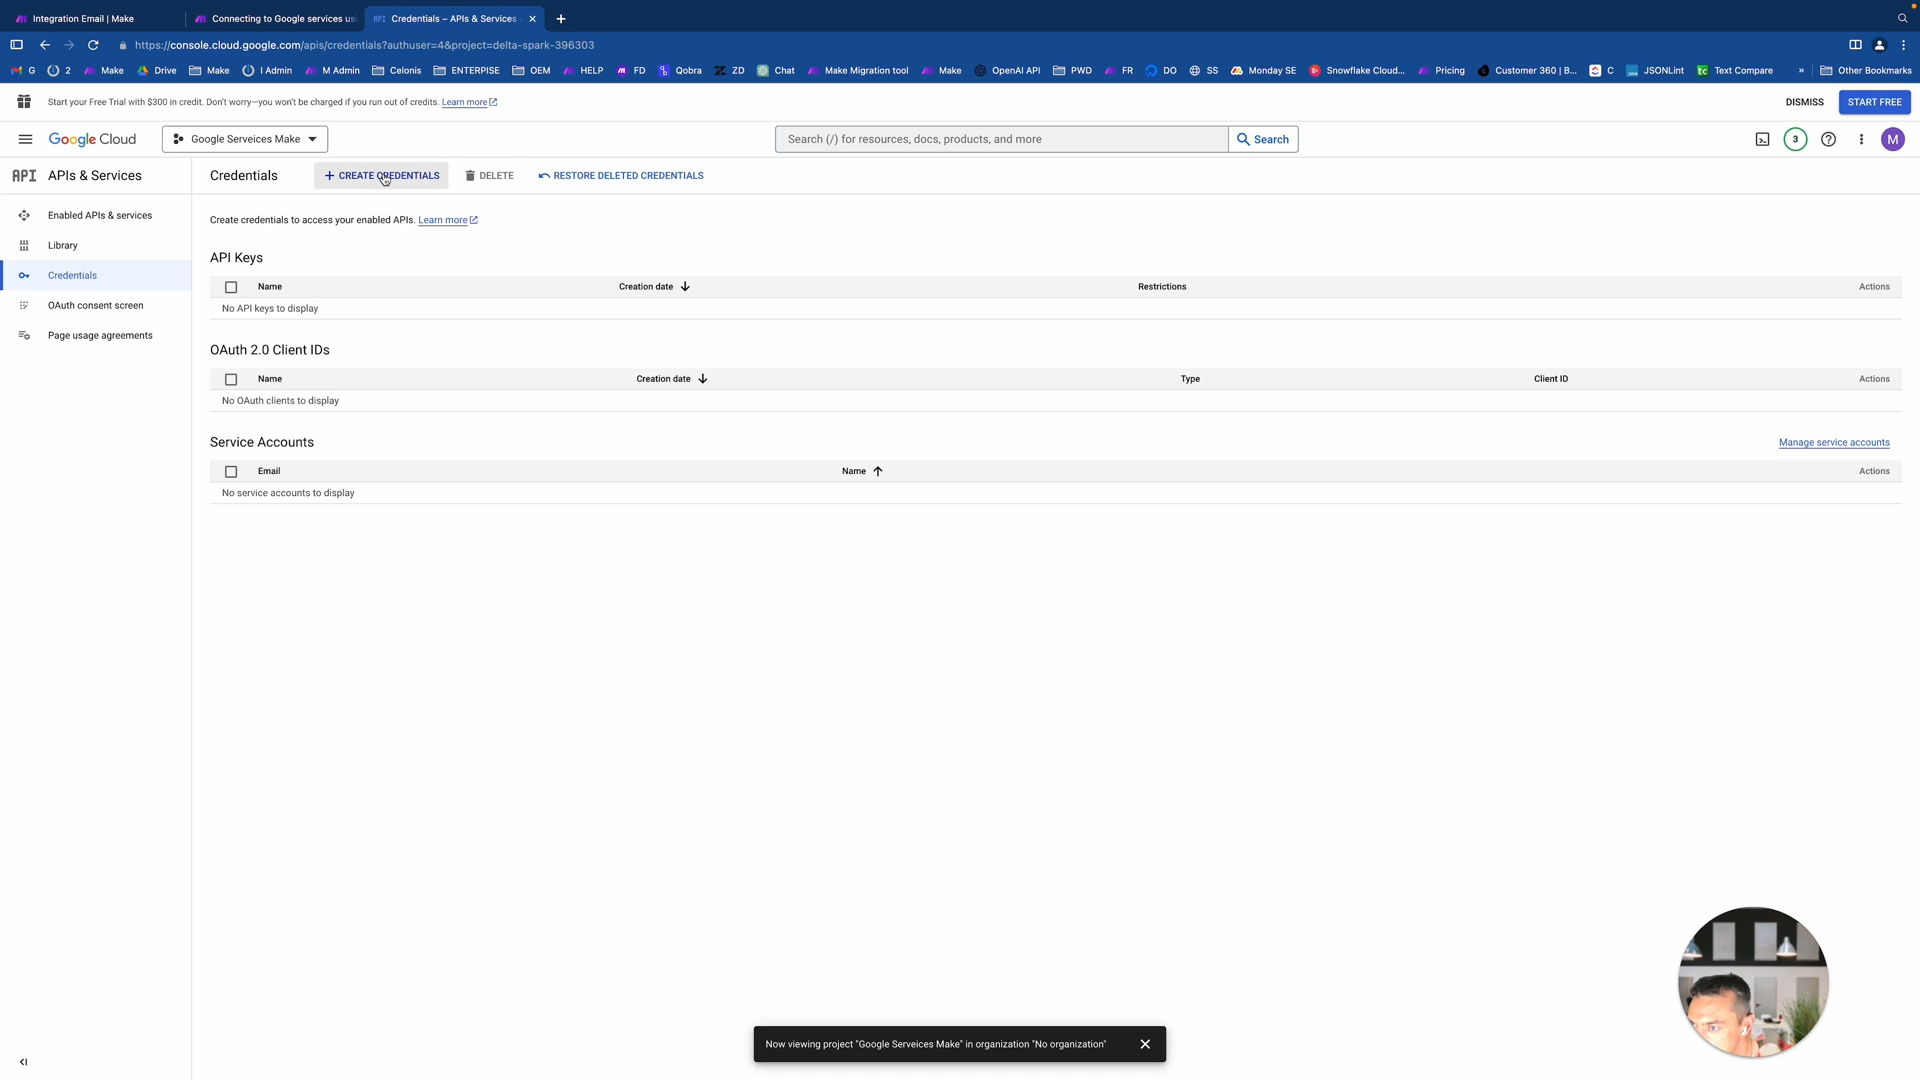 Integration Email | Make
Connecting to Google services us
API Credentials – APIs & Services -
https://console.cloud.google.com/apis/credentials?authuser=4&project=delta-spark-396303
G 2 Make Drive Make I Admin M Admin Celonis ENTERPISE OEM HELP FD Qobra ZD Chat Make Migration tool Make OpenAI API PWD FR DO SS Monday SE Snowflake Cloud... Pricing Customer 360 | B... C JSONLint Text Compare » Other Bookmarks
Start your Free Trial with $300 in credit. Don't worry—you won't be charged if you run out of credits. Learn more
DISMISS START FREE
Google Cloud Google Serveices Make Search (/) for resources, docs, products, and more Search 3 M
API APIs & Services
Enabled APIs & services
Library
Credentials
OAuth consent screen
Page usage agreements
Credentials + CREATE CREDENTIALS DELETE RESTORE DELETED CREDENTIALS
Create credentials to access your enabled APIs. Learn more
API Keys
Name Creation date Restrictions Actions
No API keys to display
OAuth 2.0 Client IDs
Name Creation date Type Client ID Actions
No OAuth clients to display
Service Accounts Manage service accounts
Email Name Actions
No service accounts to display
Now viewing project "Google Serveices Make" in organization "No organization"